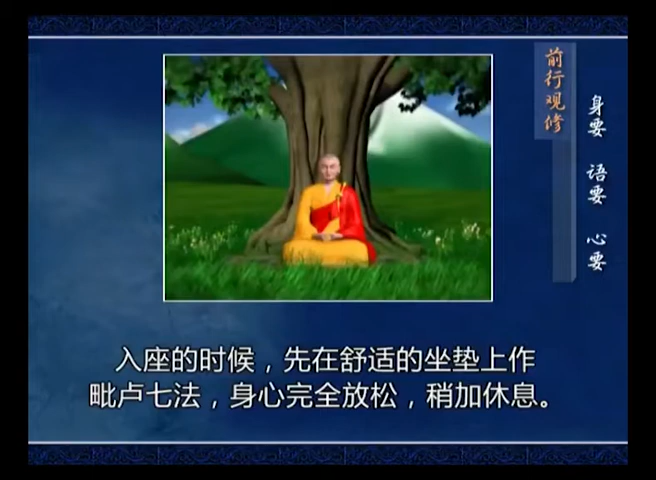 前行观修
身要 语要 心要
入座的时候，先在舒适的坐垫上作
毗卢七法，身心完全放松，稍加休息。